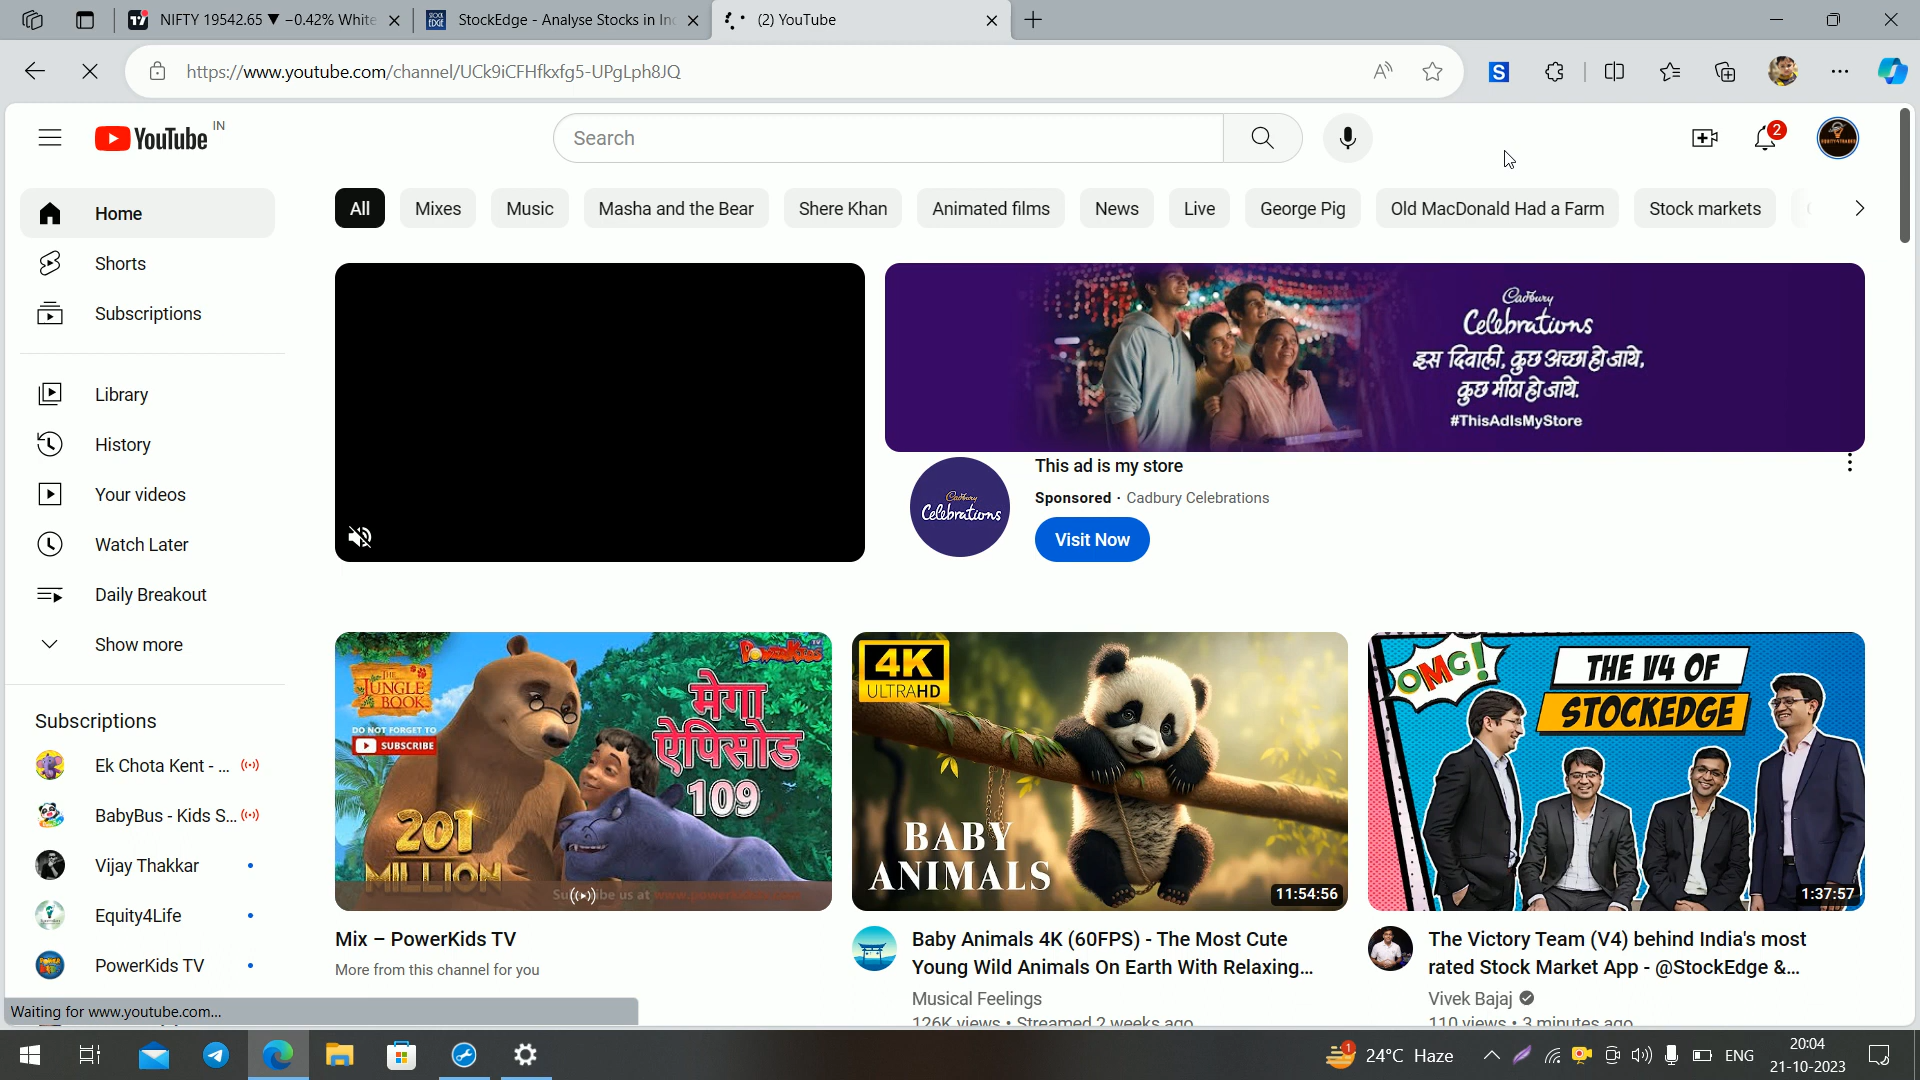 NIFTY 19542.65 ▼ −0.42% White
StockEdge - Analyse Stocks in In
(2) YouTube
https://www.youtube.com/channel/UCk9iCFHfkxfg5-UPgLph8JQ
YouTube IN
Search
2
Home
Shorts
Subscriptions
Library
History
Your videos
Watch Later
Daily Breakout
Show more
Subscriptions
Ek Chota Kent - ...
BabyBus - Kids S...
Vijay Thakkar
Equity4Life
PowerKids TV
All
Mixes
Music
Masha and the Bear
Shere Khan
Animated films
News
Live
George Pig
Old MacDonald Had a Farm
Stock markets
Cadbury
Celebrations
इस दिवाली, कुछ अच्छा हो जाये,
कुछ मीठा हो जाये.
#ThisAdIsMyStore
Cadbury
Celebrations
This ad is my store
Sponsored · Cadbury Celebrations
Visit Now
THE
JUNGLE
BOOK
DO NOT FORGET TO
SUBSCRIBE
PowerKids
मेगा
ऐपिसोड
109
201
MILLION
Mix – PowerKids TV
More from this channel for you
4K
ULTRAHD
BABY
ANIMALS
11:54:56
Baby Animals 4K (60FPS) - The Most Cute
Young Wild Animals On Earth With Relaxing...
Musical Feelings
126K views • Streamed 2 weeks ago
OMG!
THE V4 OF
STOCKEDGE
1:37:57
The Victory Team (V4) behind India's most
rated Stock Market App - @StockEdge &...
Vivek Bajaj
110 views • 3 minutes ago
Waiting for www.youtube.com...
1
24°C Haze
ENG
20:04
21-10-2023